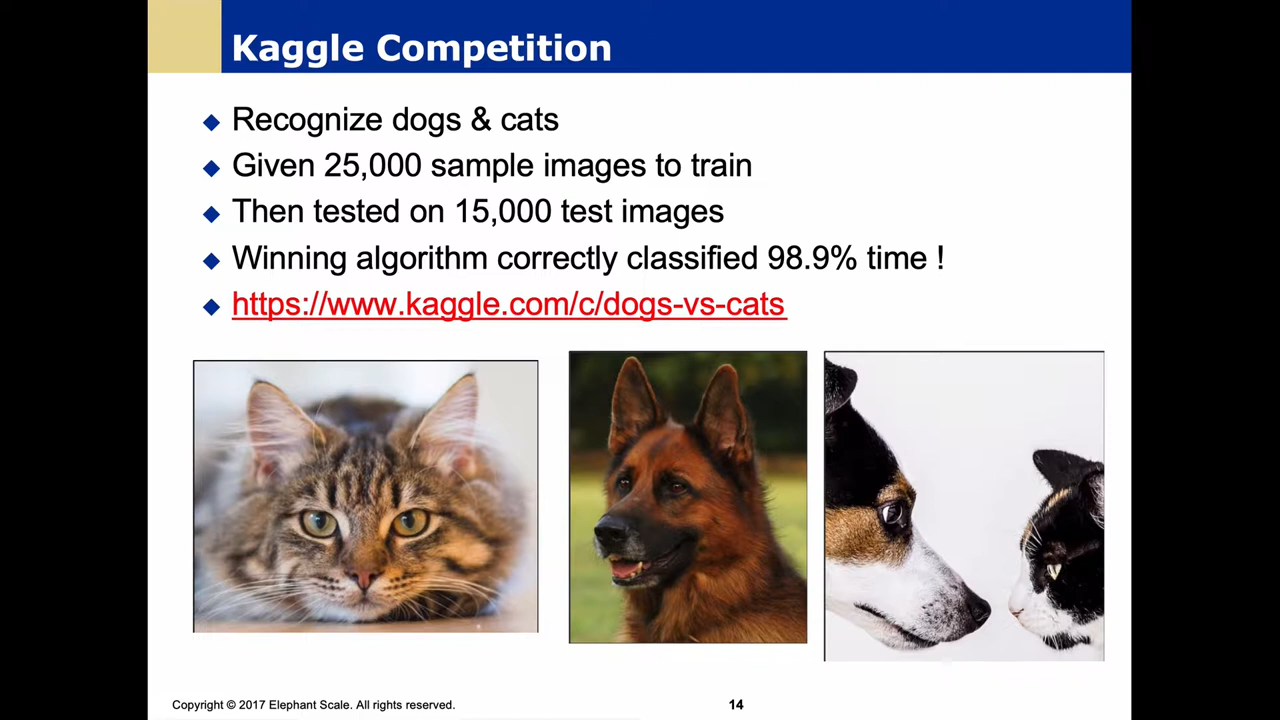 Kaggle Competition
Recognize dogs & cats
Given 25,000 sample images to train
Then tested on 15,000 test images
Winning algorithm correctly classified 98.9% time !
https://www.kaggle.com/c/dogs-vs-cats
Copyright © 2017 Elephant Scale. All rights reserved.
14